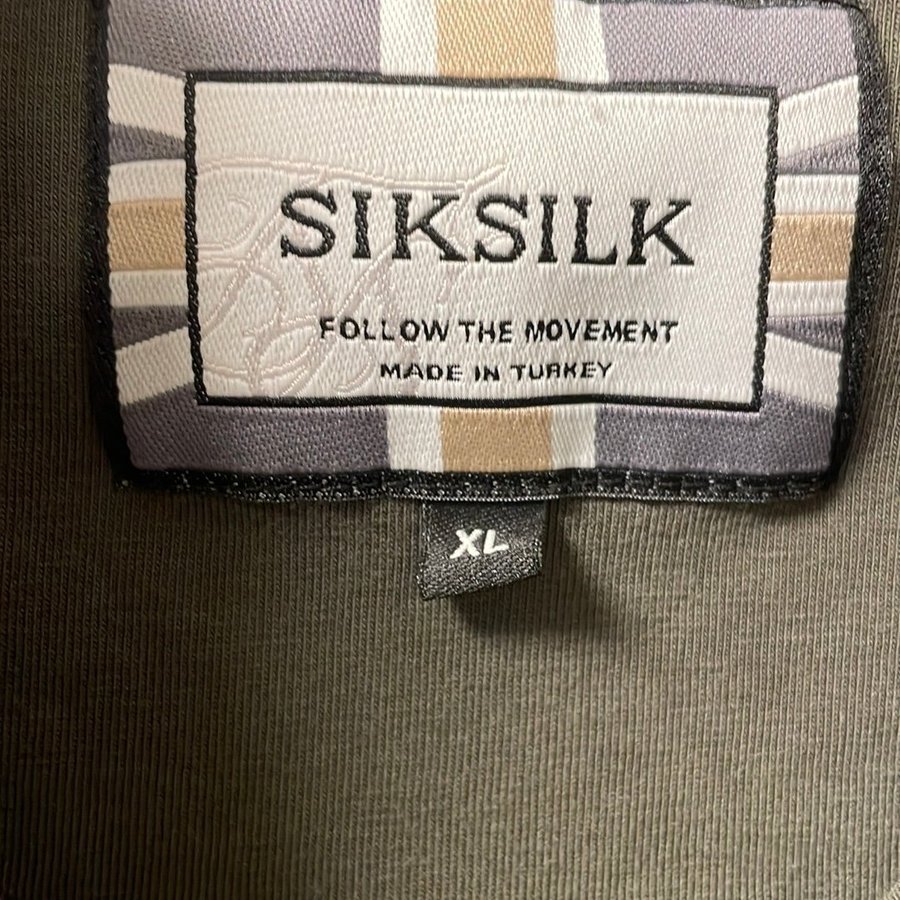 SIKSILK
FOLLOW THE MOVEMENT
MADE IN TURKEY
XL